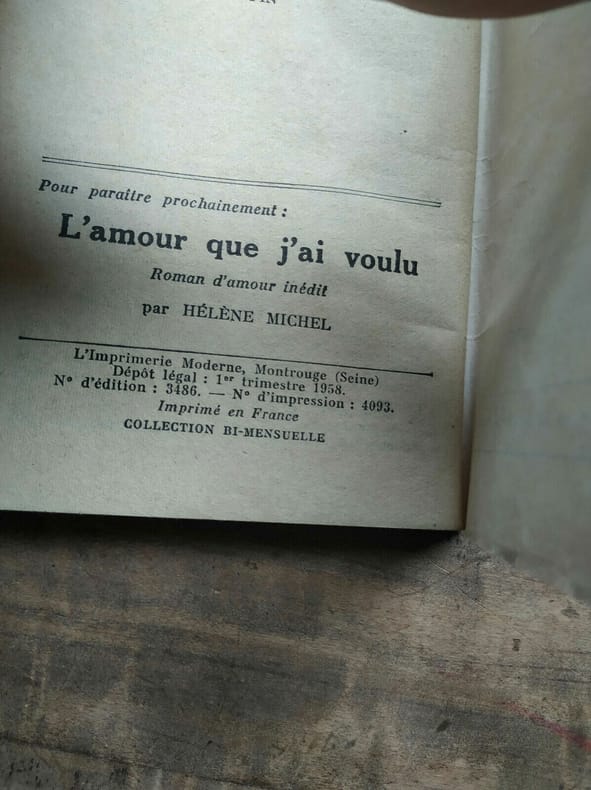 Pour paraître prochainement :
L'amour que j'ai voulu
Roman d'amour inédit
par HÉLÈNE MICHEL
L'Imprimerie Moderne, Montrouge (Seine)
Dépôt légal : 1er trimestre 1958.
N° d'édition : 3486. — N° d'impression : 4093.
Imprimé en France
COLLECTION BI-MENSUELLE